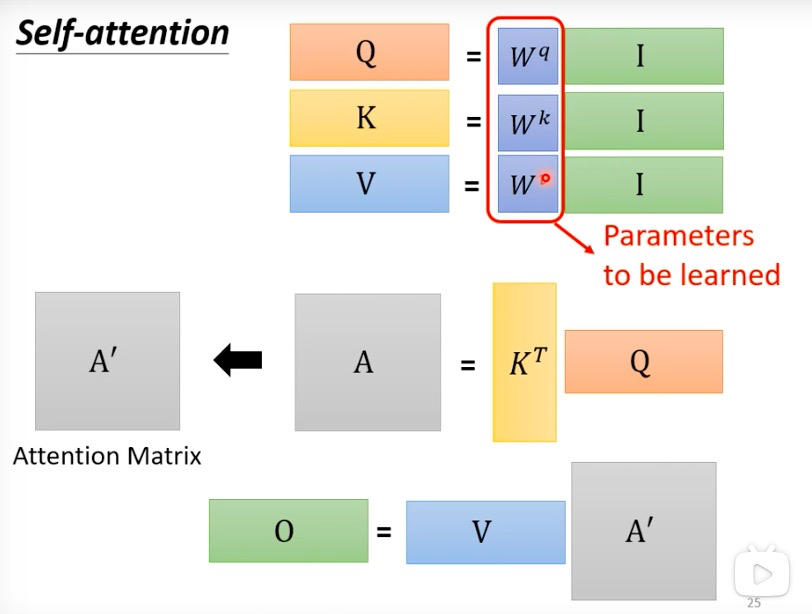 Self-attention
Q = W^q I
K = W^k I
V = W I
Parameters
to be learned
A′ A = K^T Q
Attention Matrix
O = V A′
25